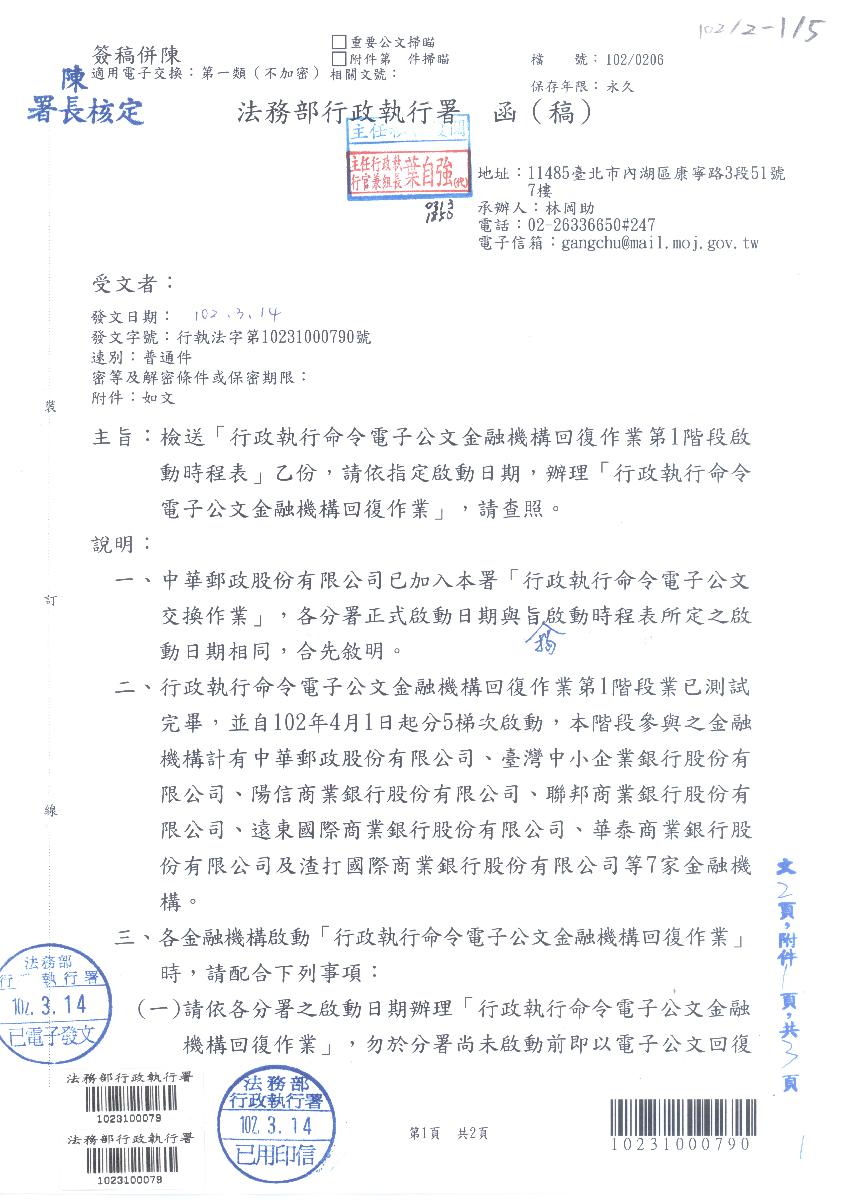 102/2-1/5
簽稿併陳
□重要公文掃瞄
□附件第　件掃瞄
適用電子交換：第一類（不加密）相關文號：
檔　　號：102/0206
保存年限：永久
陳
署長核定
法務部行政執行署　函（稿）
主任
主任行政執行官兼組長葉自強(代)
0313
1850
地址：11485臺北市內湖區康寧路3段51號
7樓
承辦人：林岡助
電話：02-26336650#247
電子信箱：gangchu@mail.moj.gov.tw
受文者：
發文日期：102.3.14
發文字號：行執法字第10231000790號
速別：普通件
密等及解密條件或保密期限：
附件：如文
裝
主旨：檢送「行政執行命令電子公文金融機構回復作業第1階段啟
動時程表」乙份，請依指定啟動日期，辦理「行政執行命令
電子公文金融機構回復作業」，請查照。
說明：
一、中華郵政股份有限公司已加入本署「行政執行命令電子公文
訂
交換作業」，各分署正式啟動日期與旨啟動時程表所定之啟
揭
動日期相同，合先敘明。
二、行政執行命令電子公文金融機構回復作業第1階段業已測試
完畢，並自102年4月1日起分5梯次啟動，本階段參與之金融
機構計有中華郵政股份有限公司、臺灣中小企業銀行股份有
限公司、陽信商業銀行股份有限公司、聯邦商業銀行股份有
線
限公司、遠東國際商業銀行股份有限公司、華泰商業銀行股
份有限公司及渣打國際商業銀行股份有限公司等7家金融機
構。
三、各金融機構啟動「行政執行命令電子公文金融機構回復作業」
時，請配合下列事項：
(一)請依各分署之啟動日期辦理「行政執行命令電子公文金融
機構回復作業」，勿於分署尚未啟動前即以電子公文回復
文2頁，附件1頁，共3頁
法務部
行政執行署
102.3.14
已電子發文
法務部行政執行署
1023100079
法務部行政執行署
1023100079
法務部
行政執行署
102.3.14
已用印信
第1頁　共2頁
10231000790
1